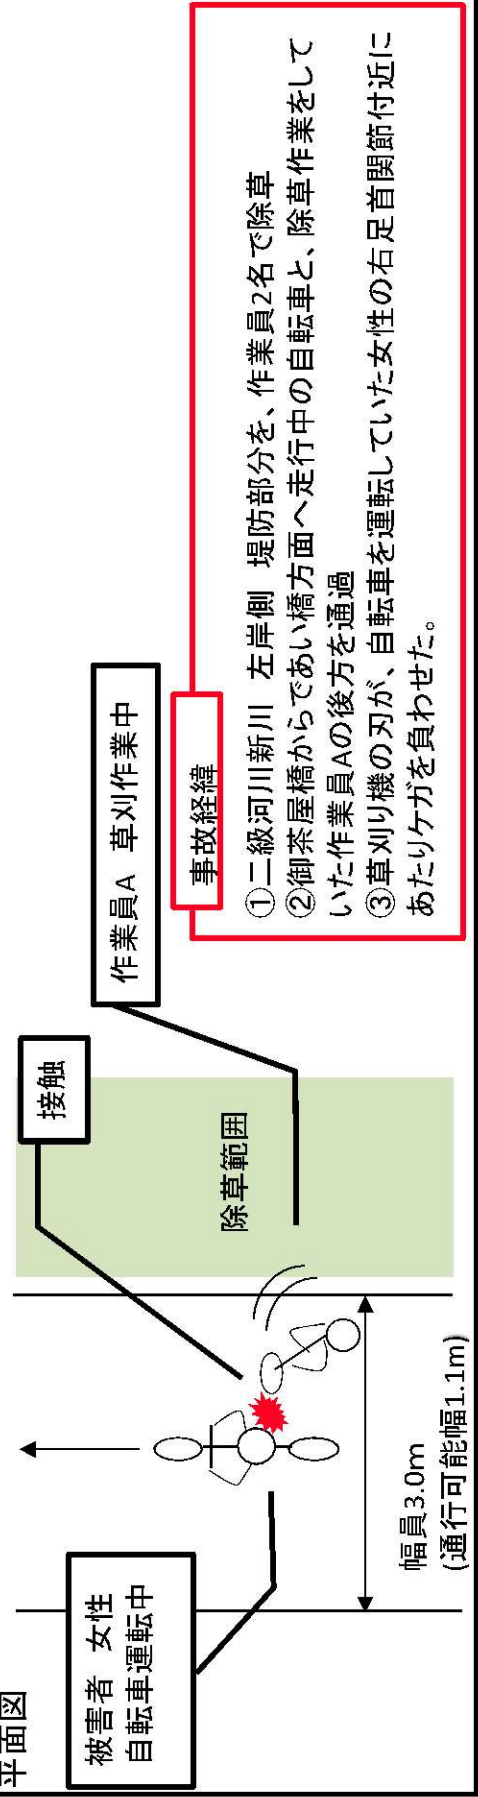 平面図
被害者 女性
自転車運転中
接触
作業員A 草刈作業中
除草範囲
幅員3.0m
(通行可能幅1.1m)
事故経緯
①二級河川新川 左岸側 堤防部分を、作業員2名で除草
②御茶屋橋からであい橋方面へ走行中の自転車と、除草作業をして
いた作業員Aの後方を通過
③草刈り機の刃が、自転車を運転していた女性の右足首関節付近に
あたりケガを負わせた。